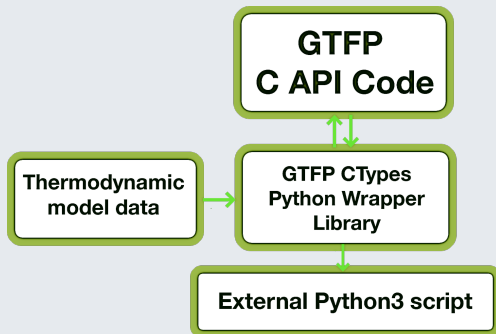 GTFP
C API Code
Thermodynamic
model data
GTFP CTypes
Python Wrapper
Library
External Python3 script